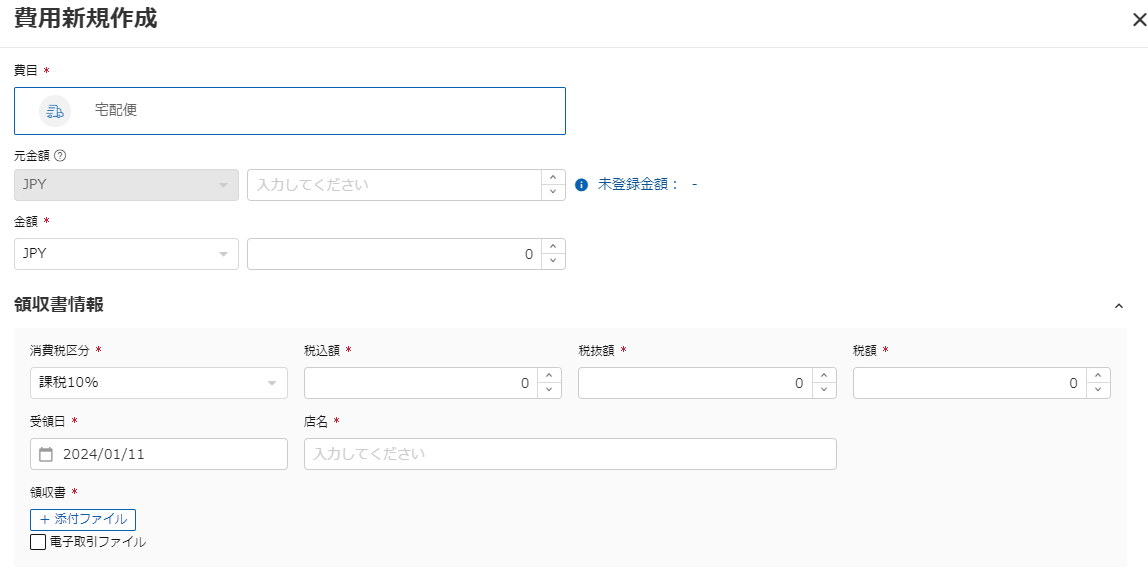 費用新規作成
費目 *
宅配便
元金額
JPY 入力してください 未登録金額： -
金額 *
JPY 0
領収書情報
消費税区分 * 税込額 * 税抜額 * 税額 *
課税10% 0 0 0
受領日 * 店名 *
2024/01/11 入力してください
領収書 *
+ 添付ファイル
電子取引ファイル